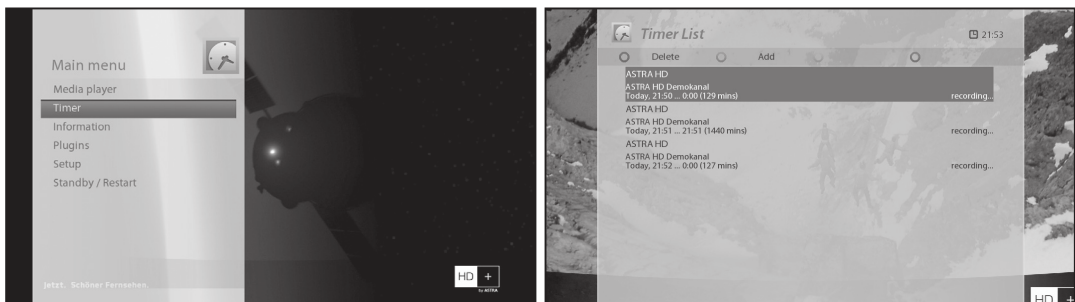 Main menu
Media player
Timer
Information
Plugins
Setup
Standby / Restart
Jetzt. Schöner Fernsehen.
HD +
by ASTRA
Timer List
21:53
Delete Add
ASTRA HD
ASTRA HD Demokanal
Today, 21:50 ... 0:00 (129 mins) recording...
ASTRA HD
ASTRA HD Demokanal
Today, 21:51 ... 21:51 (1440 mins) recording...
ASTRA HD
ASTRA HD Demokanal
Today, 21:52 ... 0:00 (127 mins) recording...
HD +